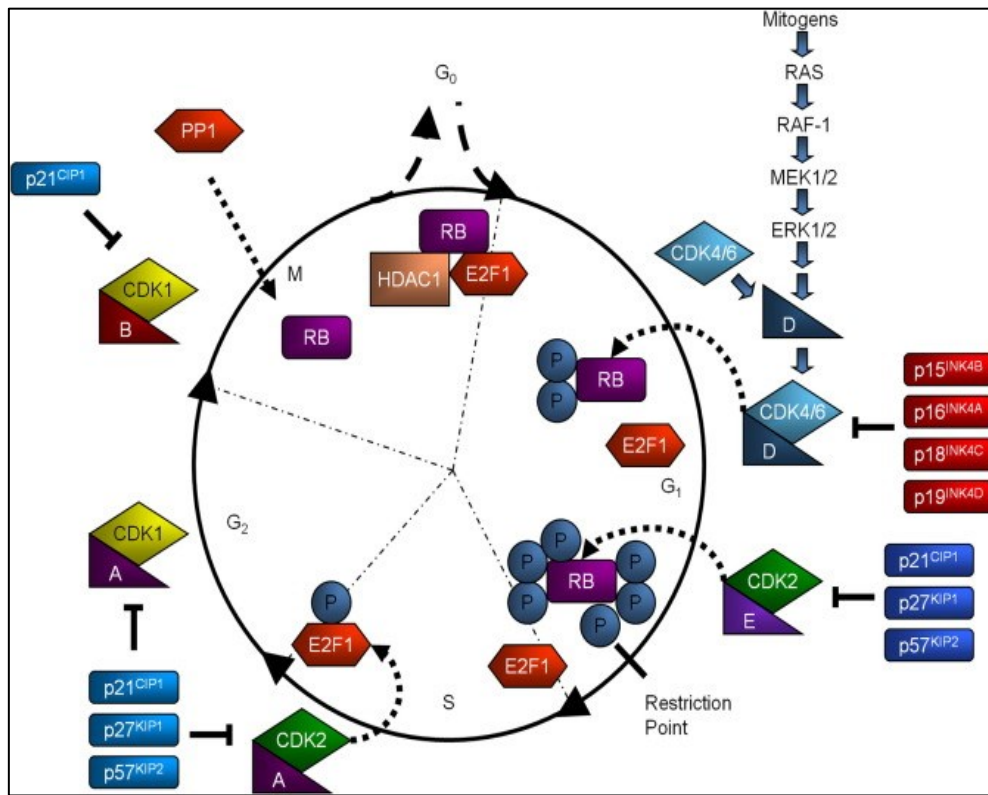 Mitogens
G₀
RAS
PP1
RAF-1
p21ᶜᴵᴾ¹
MEK1/2
RB
ERK1/2
CDK4/6
M
HDAC1
E2F1
CDK1
B
D
RB
P
RB
P
CDK4/6
D
p15ᴵᴺᴷ⁴ᴮ
p16ᴵᴺᴷ⁴ᴬ
p18ᴵᴺᴷ⁴ᶜ
p19ᴵᴺᴷ⁴ᴰ
E2F1
G₁
G₂
CDK1
A
P
P
P
RB
P
P
P
P
CDK2
E
p21ᶜᴵᴾ¹
p27ᴷᴵᴾ¹
p57ᴷᴵᴾ²
P
E2F1
E2F1
S
Restriction
Point
p21ᶜᴵᴾ¹
p27ᴷᴵᴾ¹
p57ᴷᴵᴾ²
CDK2
A